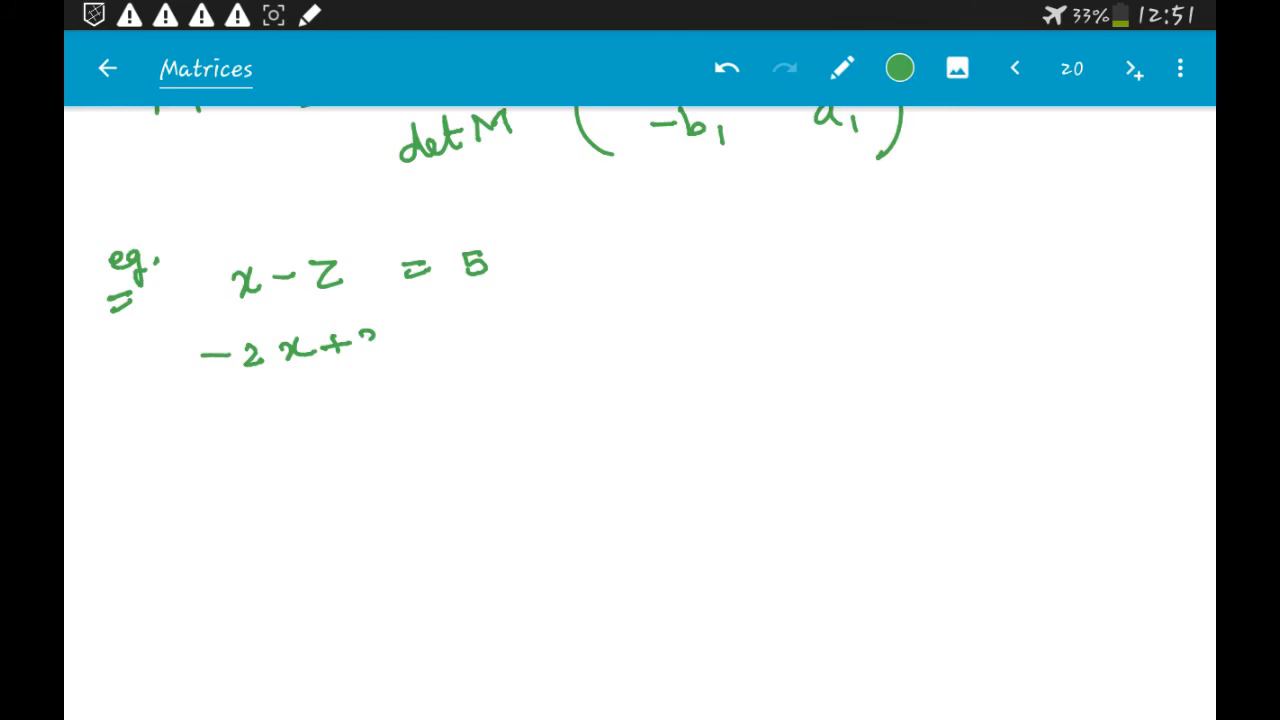 33% 12:51
Matrices 20
det M -b1 a1
eg. x - z = 5
- 2x +